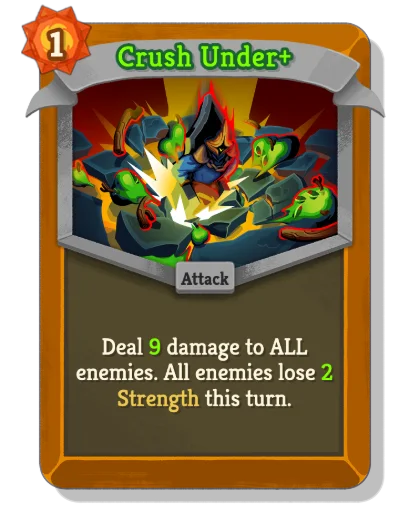 1
Crush Under+
Attack
Deal 9 damage to ALL
enemies. All enemies lose 2
Strength this turn.